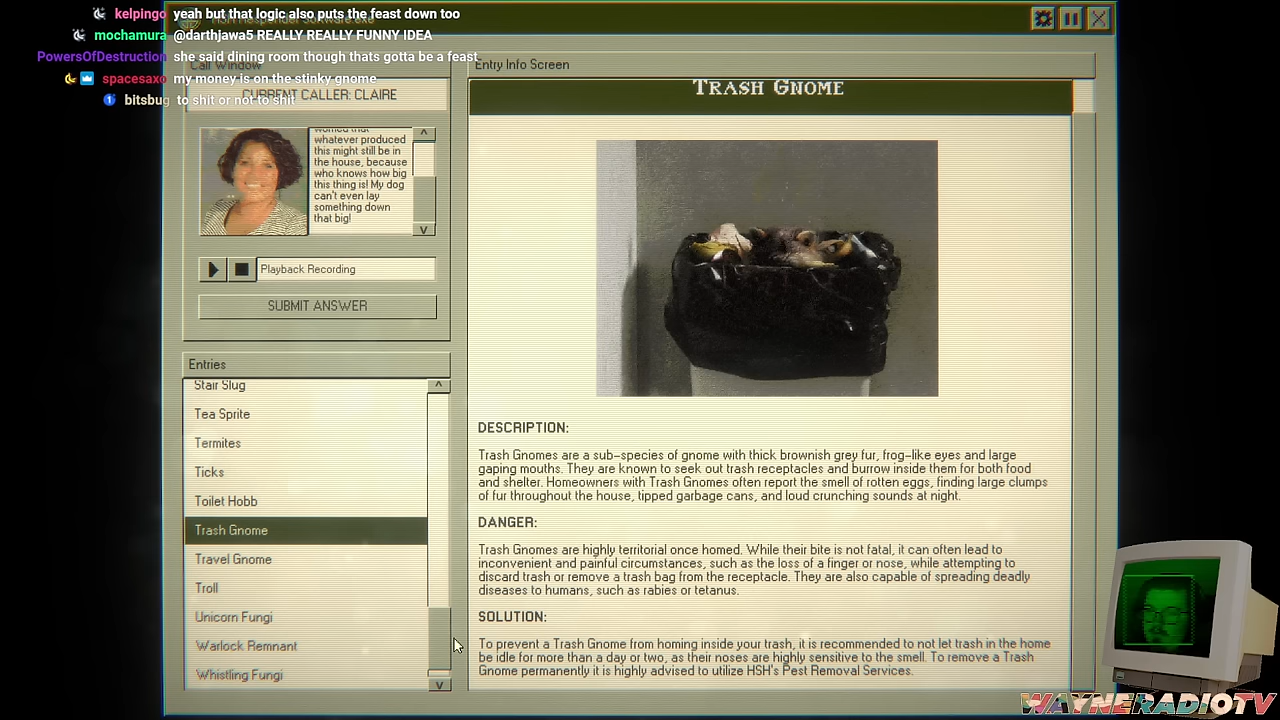 kelpingo yeah but that logic also puts the feast down too
mochamura @darthjawa5 REALLY REALLY FUNNY IDEA
PowersOfDestruction she said dining room though thats gotta be a feast
spacesaxo my money is on the stinky gnome
bitsbug to shit or not to shit
Call Window
CURRENT CALLER: CLAIRE
whatever produced
this might still be in
the house, because
who knows how big
this thing is! My dog
can't even lay
something down
that big!
Playback Recording
SUBMIT ANSWER
Entries
Stair Slug
Tea Sprite
Termites
Ticks
Toilet Hobb
Trash Gnome
Travel Gnome
Troll
Unicorn Fungi
Warlock Remnant
Whistling Fungi
Entry Info Screen
TRASH GNOME
DESCRIPTION:
Trash Gnomes are a sub-species of gnome with thick brownish grey fur, frog-like eyes and large
gaping mouths. They are known to seek out trash receptacles and burrow inside them for both food
and shelter. Homeowners with Trash Gnomes often report the smell of rotten eggs, finding large clumps
of fur throughout the house, tipped garbage cans, and loud crunching sounds at night.
DANGER:
Trash Gnomes are highly territorial once homed. While their bite is not fatal, it can often lead to
inconvenient and painful circumstances, such as the loss of a finger or nose, while attempting to
discard trash or remove a trash bag from the receptacle. They are also capable of spreading deadly
diseases to humans, such as rabies or tetanus.
SOLUTION:
To prevent a Trash Gnome from homing inside your trash, it is recommended to not let trash in the home
be idle for more than a day or two, as their noses are highly sensitive to the smell. To remove a Trash
Gnome permanently it is highly advised to utilize HSH's Pest Removal Services.
WAYNERADIOTV